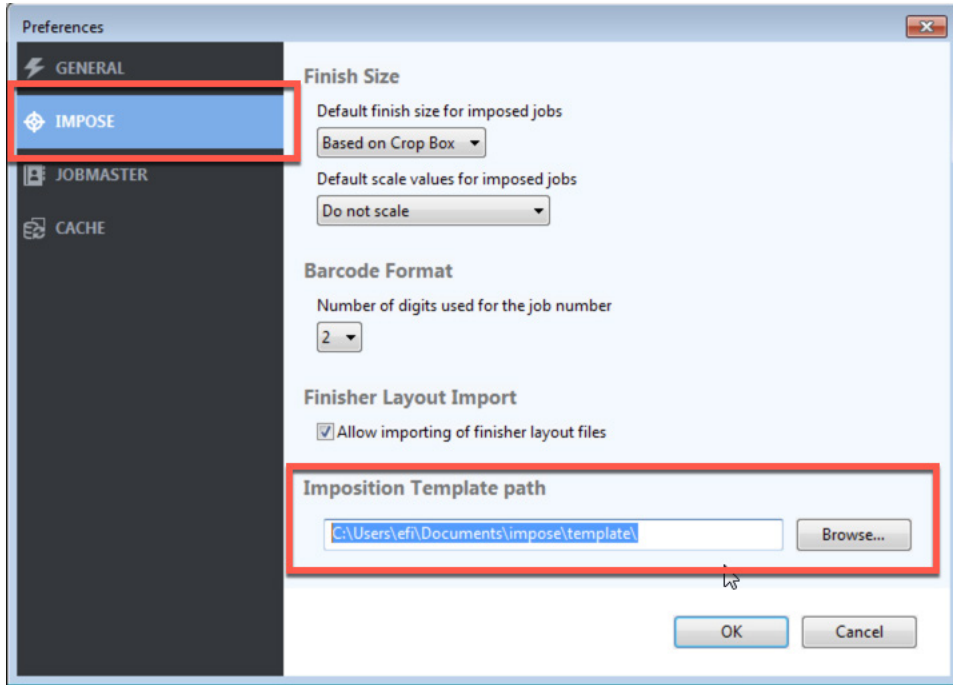 Preferences
GENERAL
IMPOSE
JOBMASTER
CACHE
Finish Size
Default finish size for imposed jobs
Based on Crop Box
Default scale values for imposed jobs
Do not scale
Barcode Format
Number of digits used for the job number
2
Finisher Layout Import
Allow importing of finisher layout files
Imposition Template path
C:\Users\efi\Documents\impose\template\
Browse...
OK
Cancel